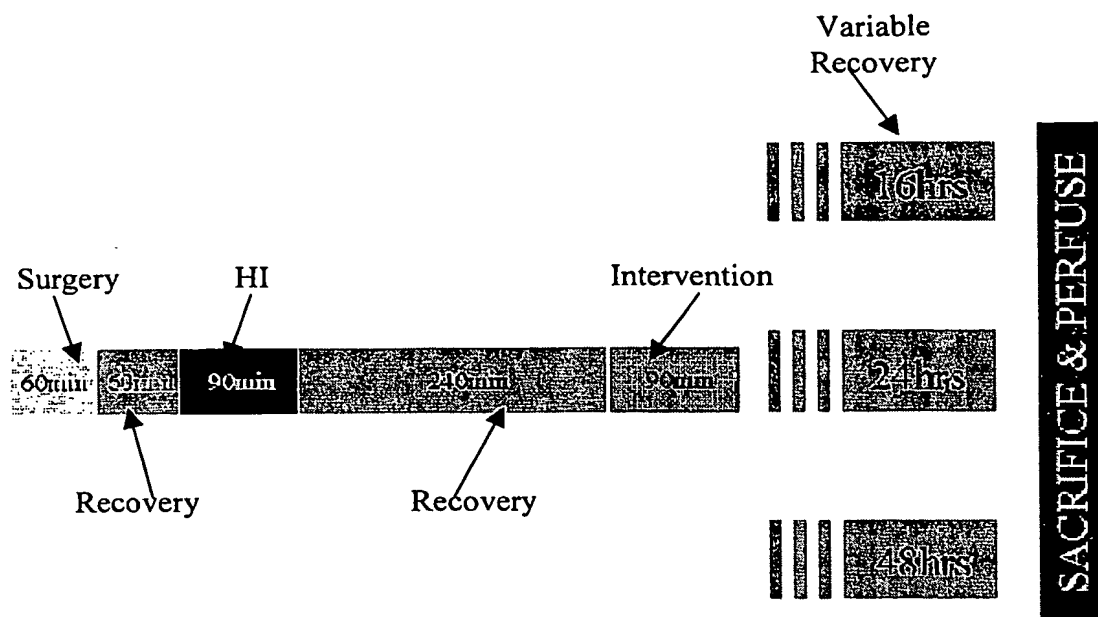 Variable
Recovery
16hrs
Surgery
HI
Intervention
60min
90min
240min
90min
24hrs
Recovery
Recovery
48hrs
SACRIFICE & PERFUSE